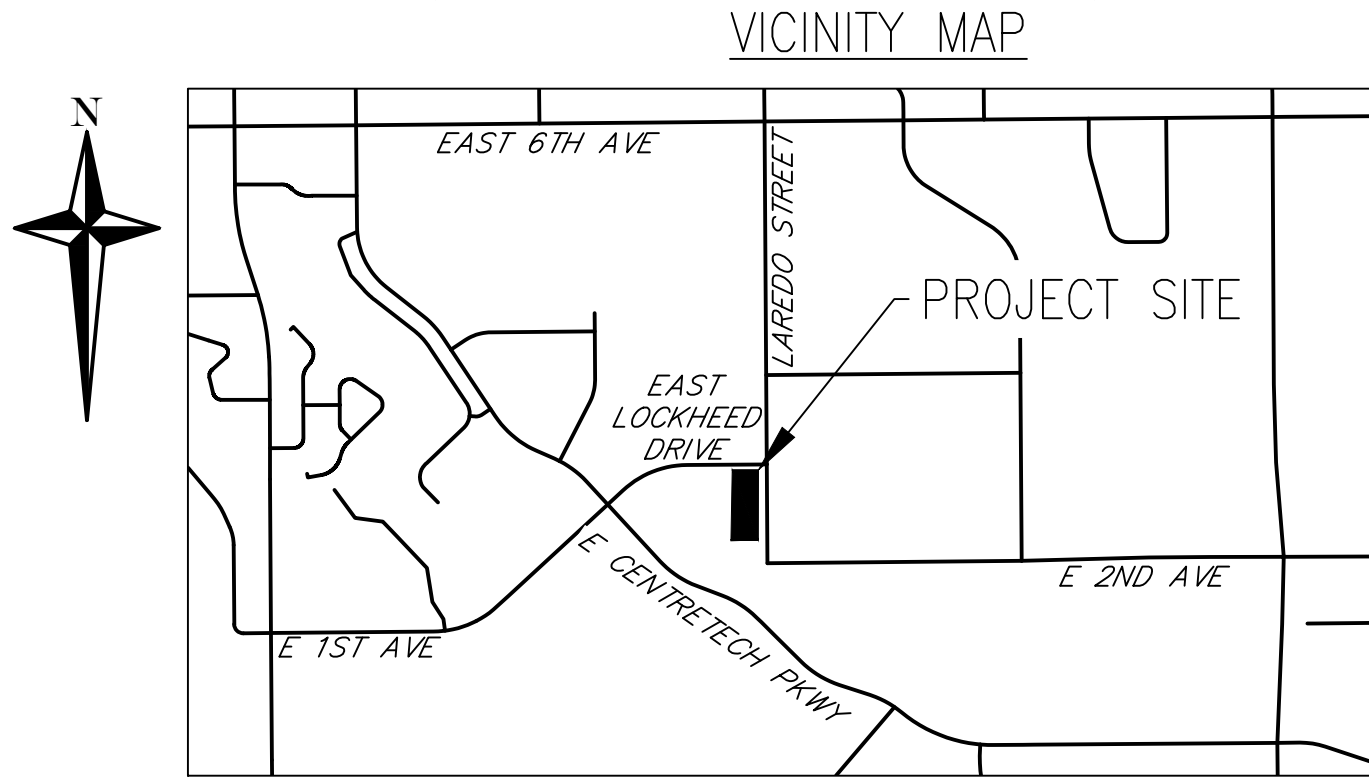 VICINITY MAP
N
EAST 6TH AVE
LAREDO STREET
PROJECT SITE
EAST
LOCKHEED
DRIVE
E CENTRETECH PKWY
E 2ND AVE
E 1ST AVE